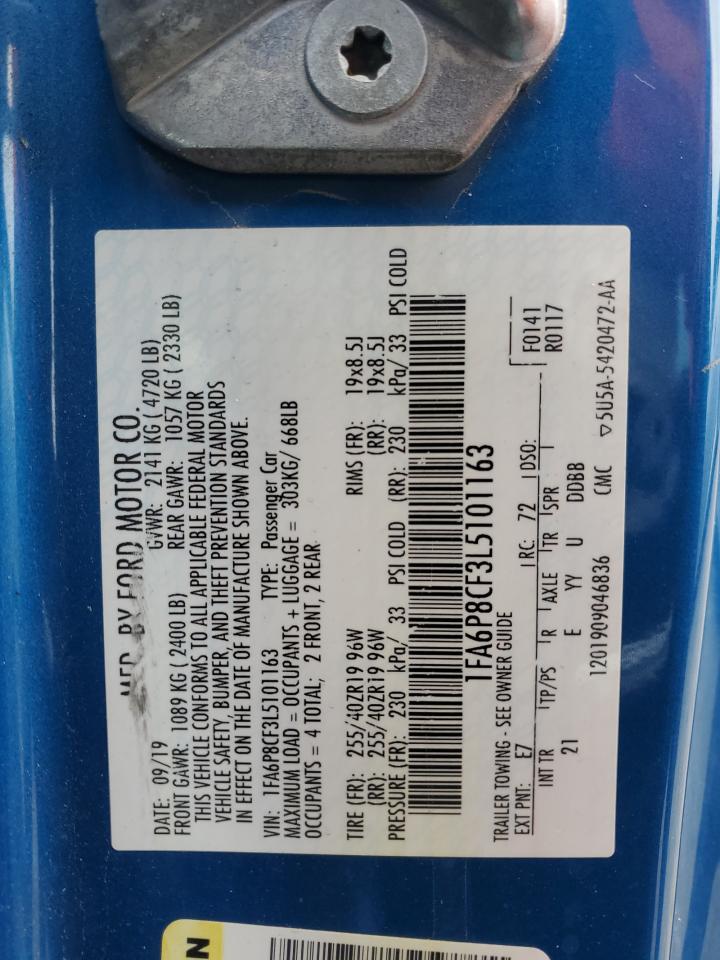 MFD. BY FORD MOTOR CO.
DATE: 09/19 GVWR: 2141 KG ( 4720 LB)
FRONT GAWR: 1089 KG ( 2400 LB) REAR GAWR: 1057 KG ( 2330 LB)
THIS VEHICLE CONFORMS TO ALL APPLICABLE FEDERAL MOTOR
VEHICLE SAFETY, BUMPER, AND THEFT PREVENTION STANDARDS
IN EFFECT ON THE DATE OF MANUFACTURE SHOWN ABOVE.
VIN: 1FA6P8CF3L5101163 TYPE: Passenger Car
MAXIMUM LOAD = OCCUPANTS + LUGGAGE = 303KG/ 668LB
OCCUPANTS = 4 TOTAL; 2 FRONT, 2 REAR
TIRE (FR): 255/40ZR19 96W RIMS (FR): 19x8.5J
(RR): 255/40ZR19 96W (RR): 19x8.5J
PRESSURE (FR): 230 kPa/ 33 PSI COLD (RR): 230 kPa/ 33 PSI COLD
1FA6P8CF3L5101163
TRAILER TOWING - SEE OWNER GUIDE
EXT PNT: E7 RC: 72 DSO: F0141
R0117
INT TR TP/PS R AXLE TR SPR
21 E YY U DDBB
1201909046836 CMC ▽5U5A-5420472-AA
N